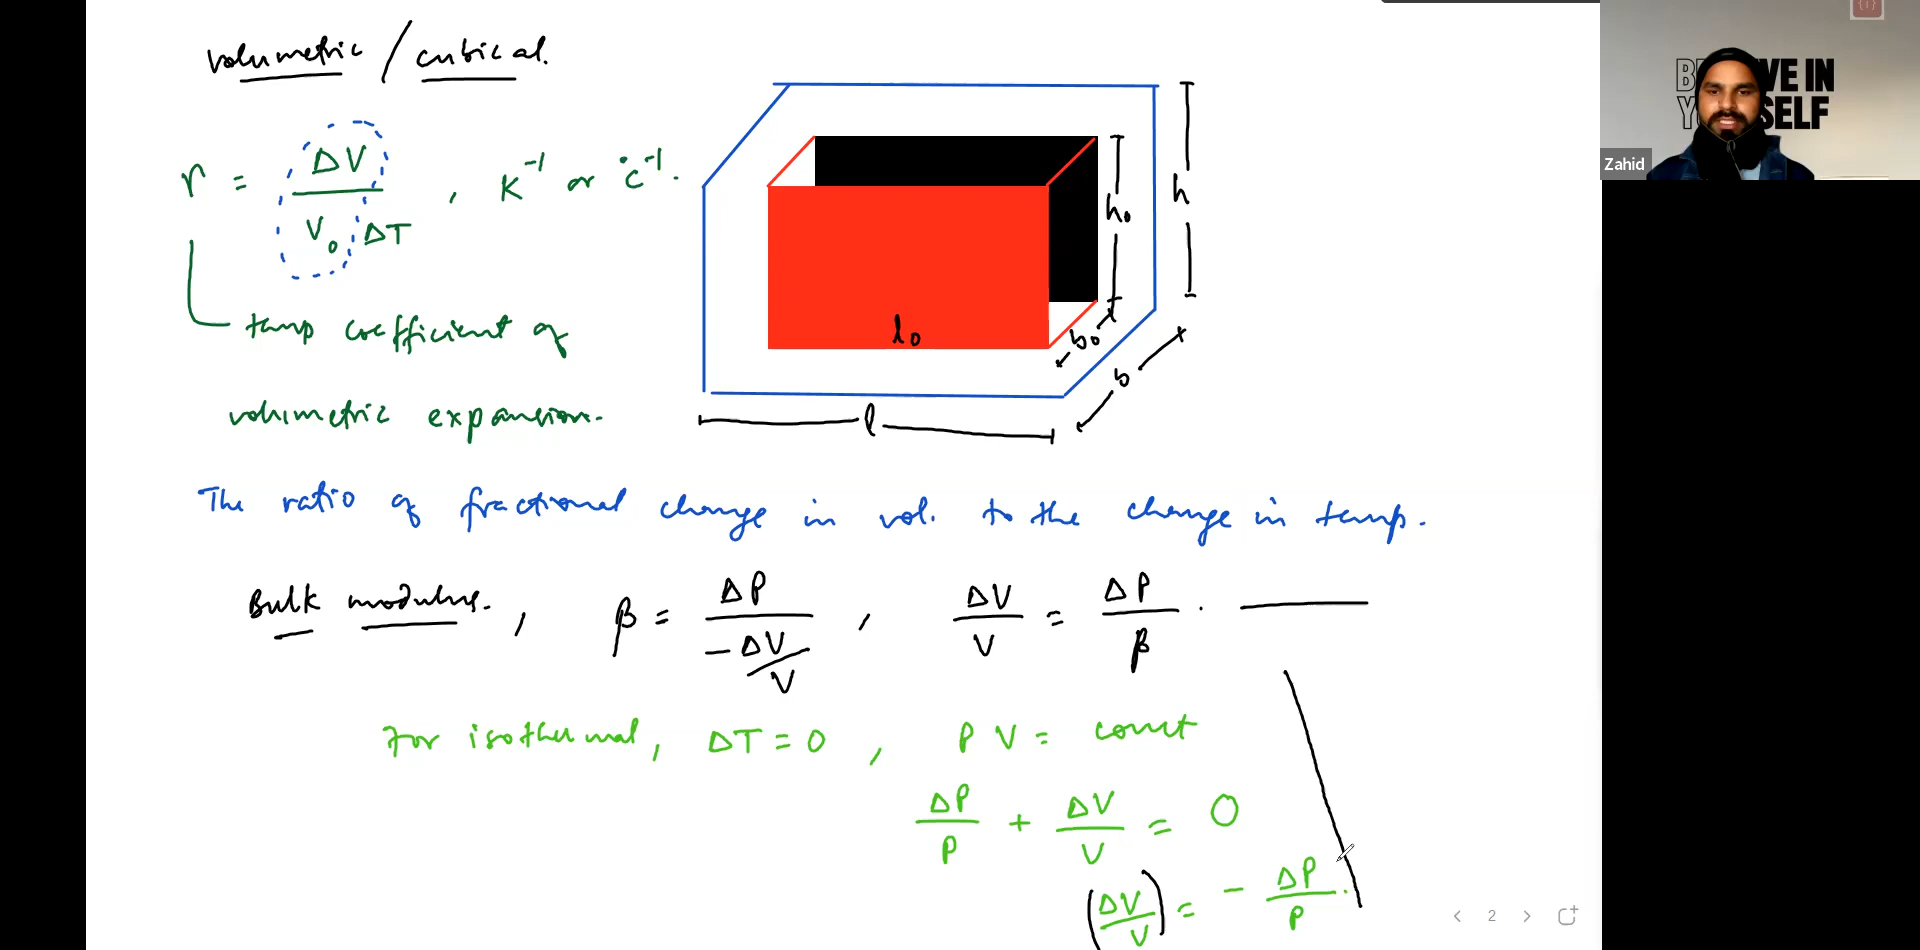 volumetric / cubical.
r = ΔV / V₀ ΔT , K⁻¹ or °C⁻¹.
temp coefficient of
volumetric expansion.
h₀
h
l₀
b₀
b
l
The ratio of fractional change in vol. to the change in temp.
Bulk modulus. , β = ΔP / (-ΔV/V) , ΔV/V = ΔP/β .
For isothermal, ΔT = 0 , PV = const
ΔP/P + ΔV/V = 0
(ΔV/V) = - ΔP/P .
2
Zahid